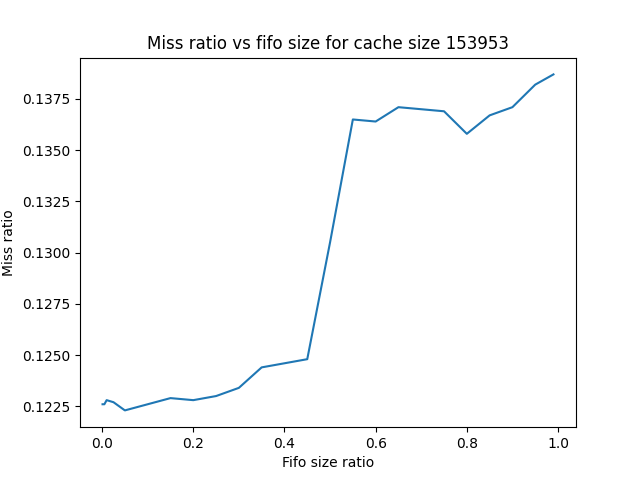 Miss ratio vs fifo size for cache size 153953
Miss ratio
0.1375
0.1350
0.1325
0.1300
0.1275
0.1250
0.1225
0.0 0.2 0.4 0.6 0.8 1.0
Fifo size ratio